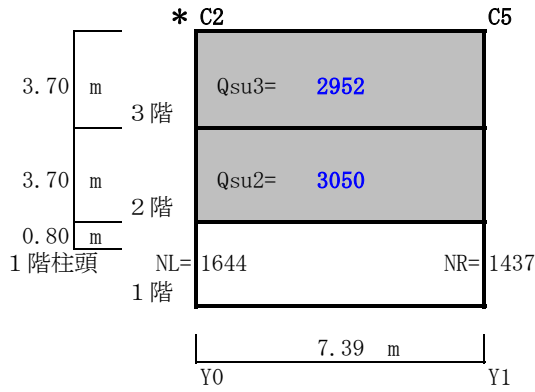 * C2 C5
3.70 m Qsu3= 2952
3階
3.70 m Qsu2= 3050
2階
0.80 m
1階柱頭 NL= 1644 NR= 1437
1階
7.39 m
Y0 Y1